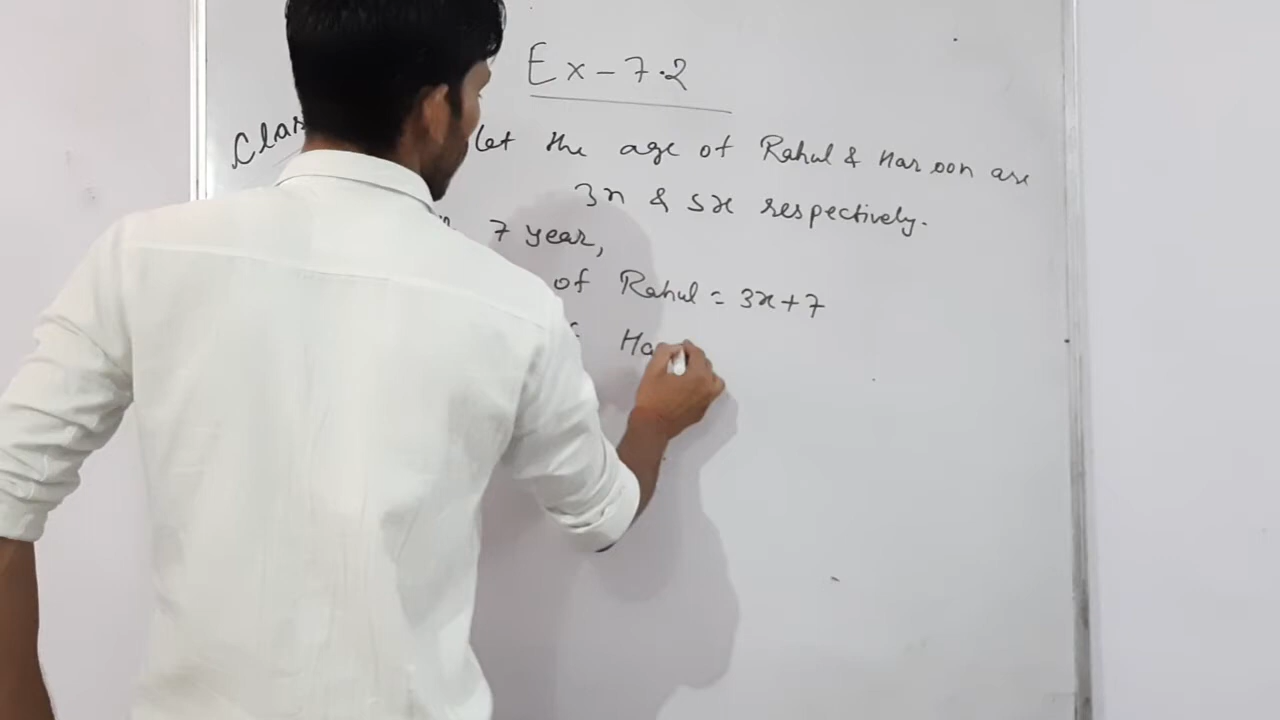 Ex - 7.2
Clas
Let the age of Rahul & Haroon are
3x & 5x respectively.
7 year,
of Rahul = 3x+7
Ha